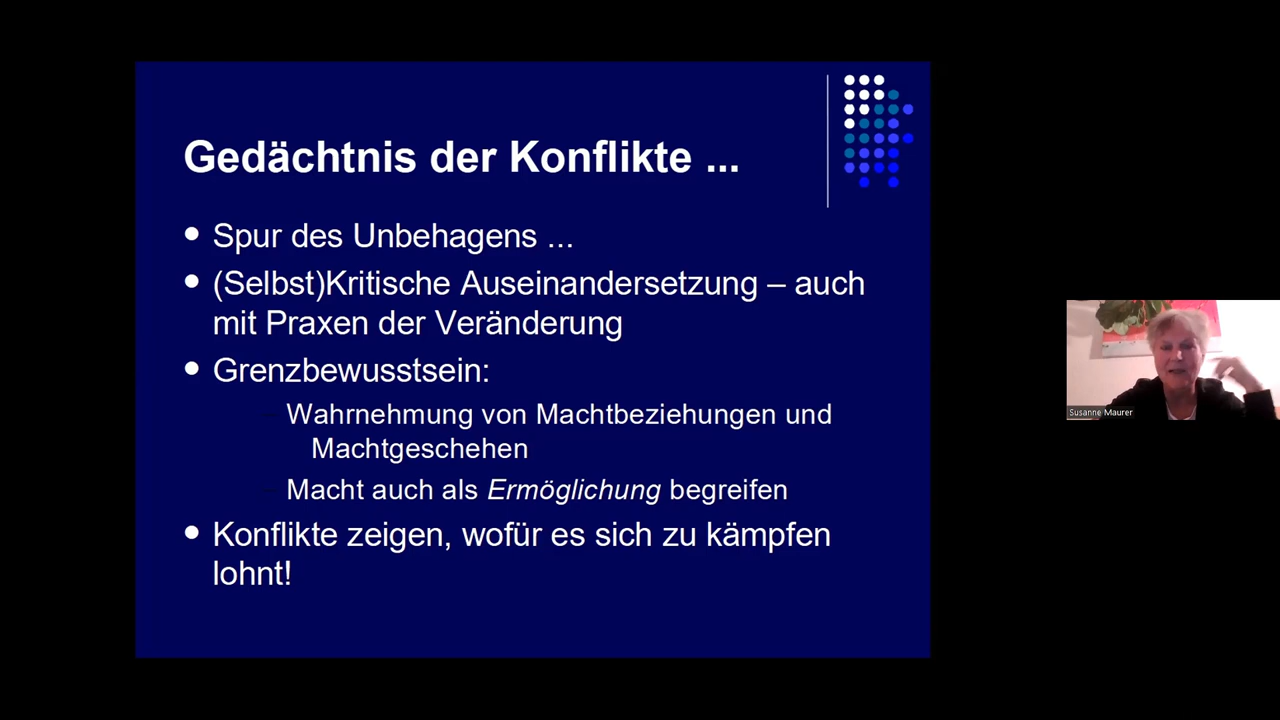 Gedächtnis der Konflikte ...
Spur des Unbehagens ...
(Selbst)Kritische Auseinandersetzung – auch
mit Praxen der Veränderung
Grenzbewusstsein:
Wahrnehmung von Machtbeziehungen und
Machtgeschehen
Macht auch als Ermöglichung begreifen
Konflikte zeigen, wofür es sich zu kämpfen
lohnt!
Susanne Maurer